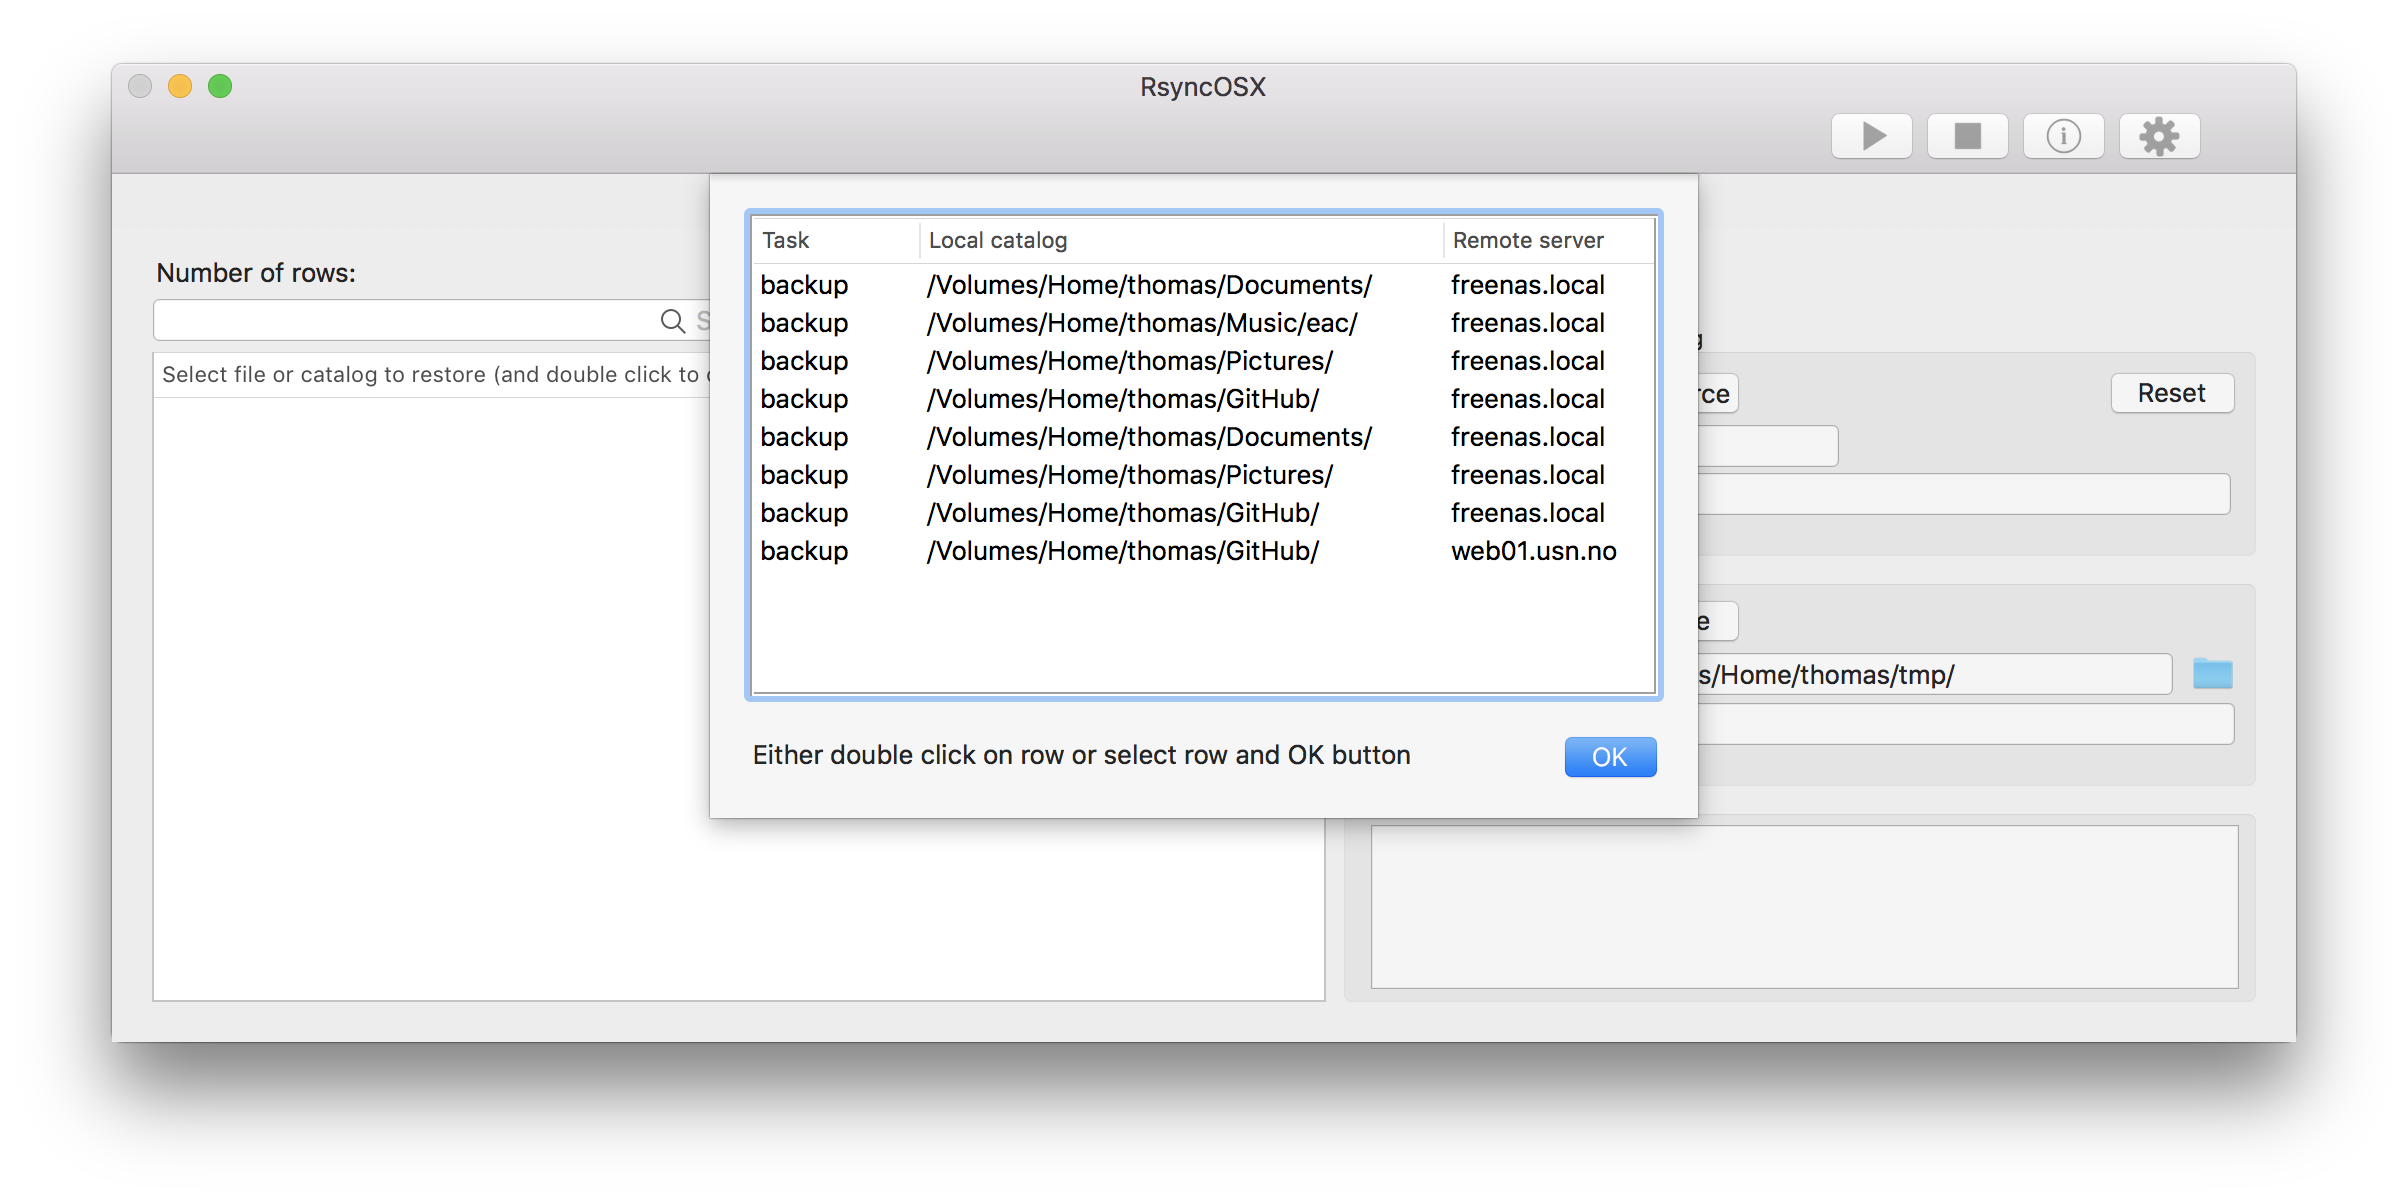 RsyncOSX
Number of rows:
Select file or catalog to restore (and double click to
Task Local catalog Remote server
backup /Volumes/Home/thomas/Documents/ freenas.local
backup /Volumes/Home/thomas/Music/eac/ freenas.local
backup /Volumes/Home/thomas/Pictures/ freenas.local
backup /Volumes/Home/thomas/GitHub/ freenas.local
backup /Volumes/Home/thomas/Documents/ freenas.local
backup /Volumes/Home/thomas/Pictures/ freenas.local
backup /Volumes/Home/thomas/GitHub/ freenas.local
backup /Volumes/Home/thomas/GitHub/ web01.usn.no
Either double click on row or select row and OK button
OK
Reset
s/Home/thomas/tmp/